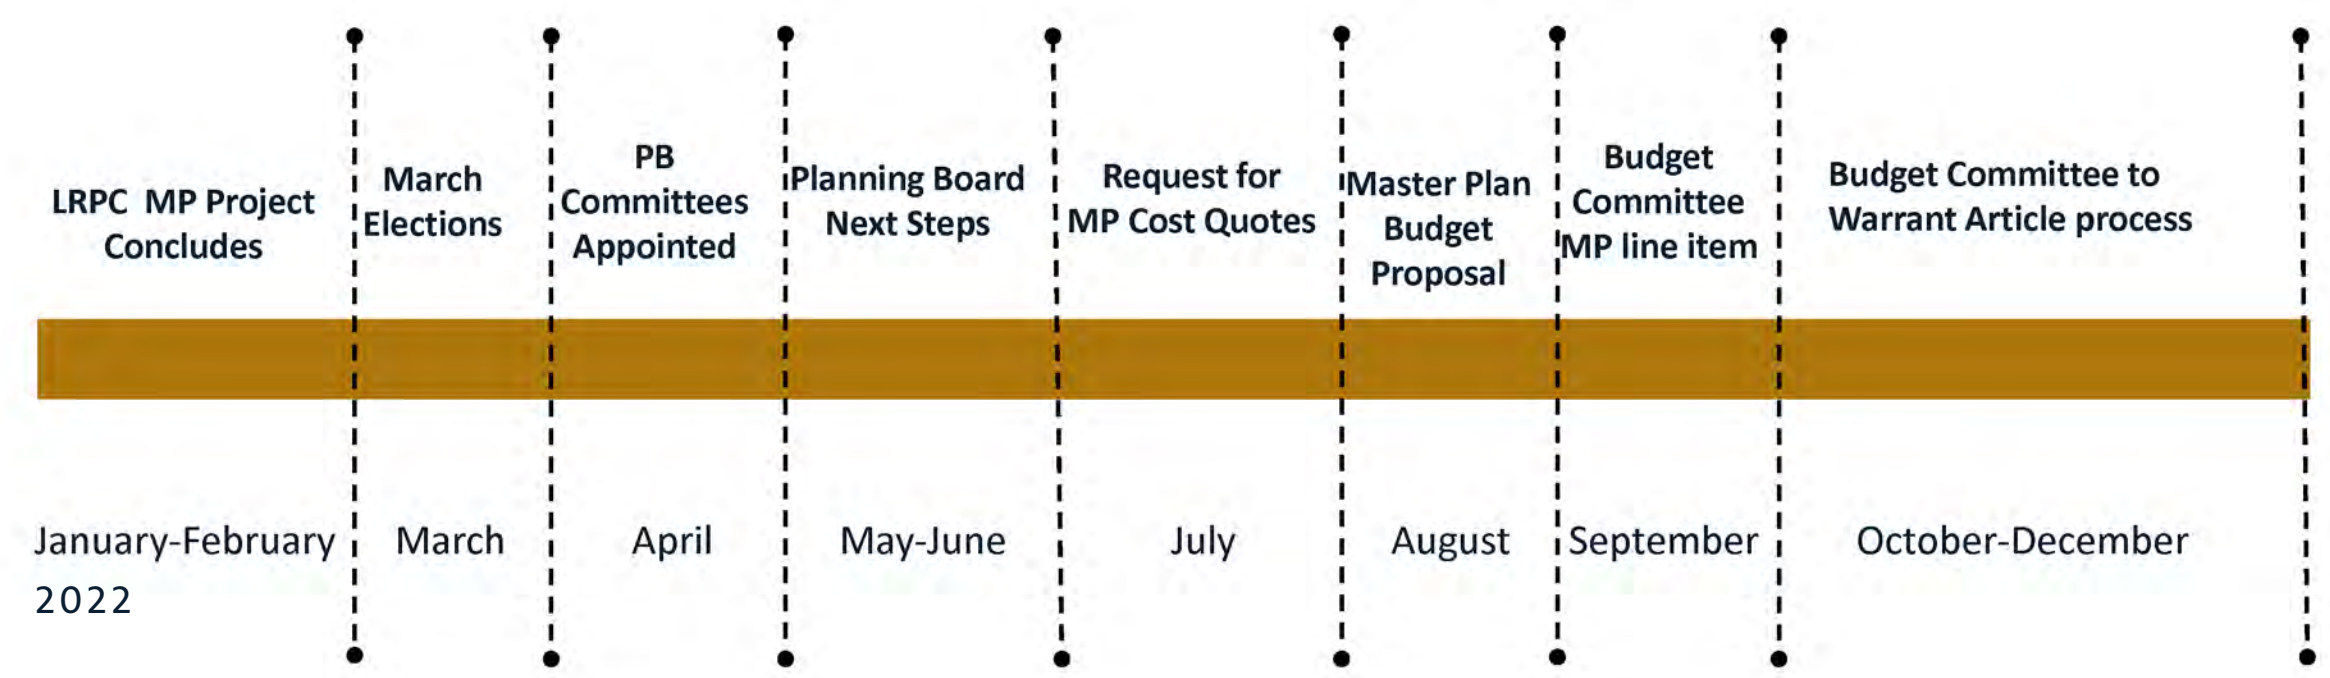 LRPC MP Project
Concludes
March
Elections
PB
Committees
Appointed
Planning Board
Next Steps
Request for
MP Cost Quotes
Master Plan
Budget
Proposal
Budget
Committee
MP line item
Budget Committee to
Warrant Article process
January-February
2022
March
April
May-June
July
August
September
October-December